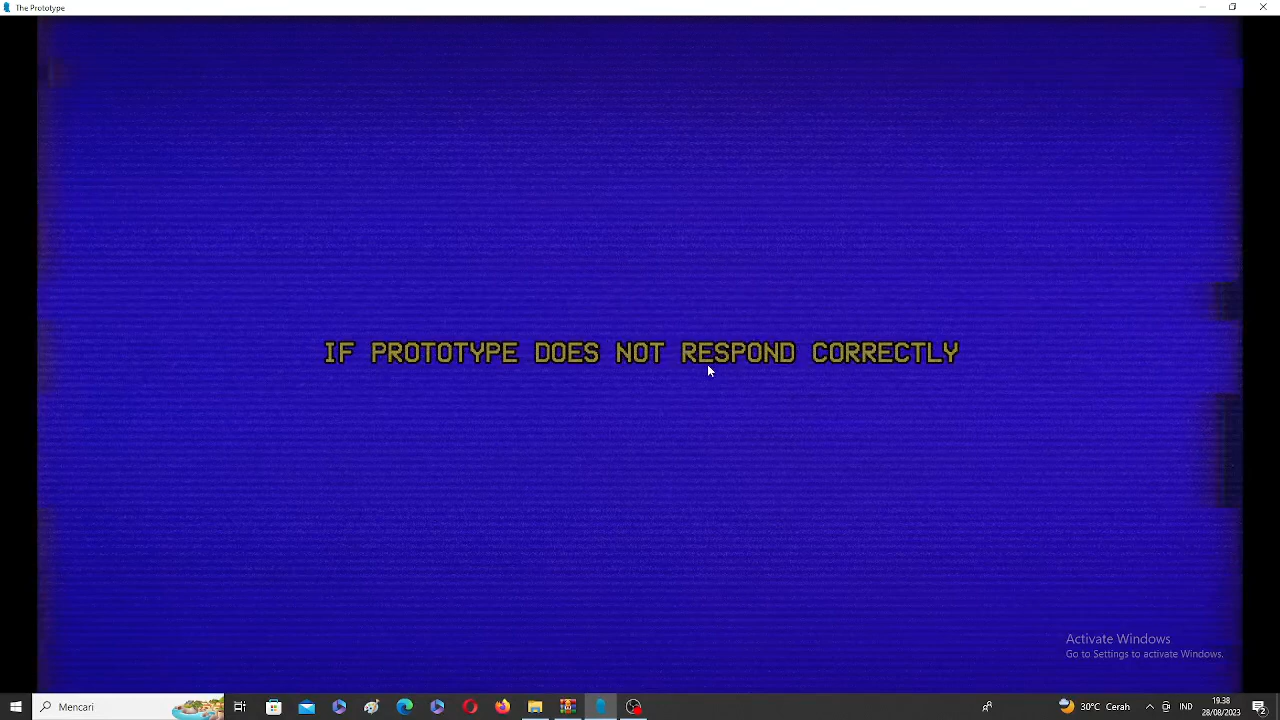 The Prototype
IF PROTOTYPE DOES NOT RESPOND CORRECTLY
Activate Windows
Go to Settings to activate Windows.
Mencari
30°C Cerah
IND
19.38
28/08/2023